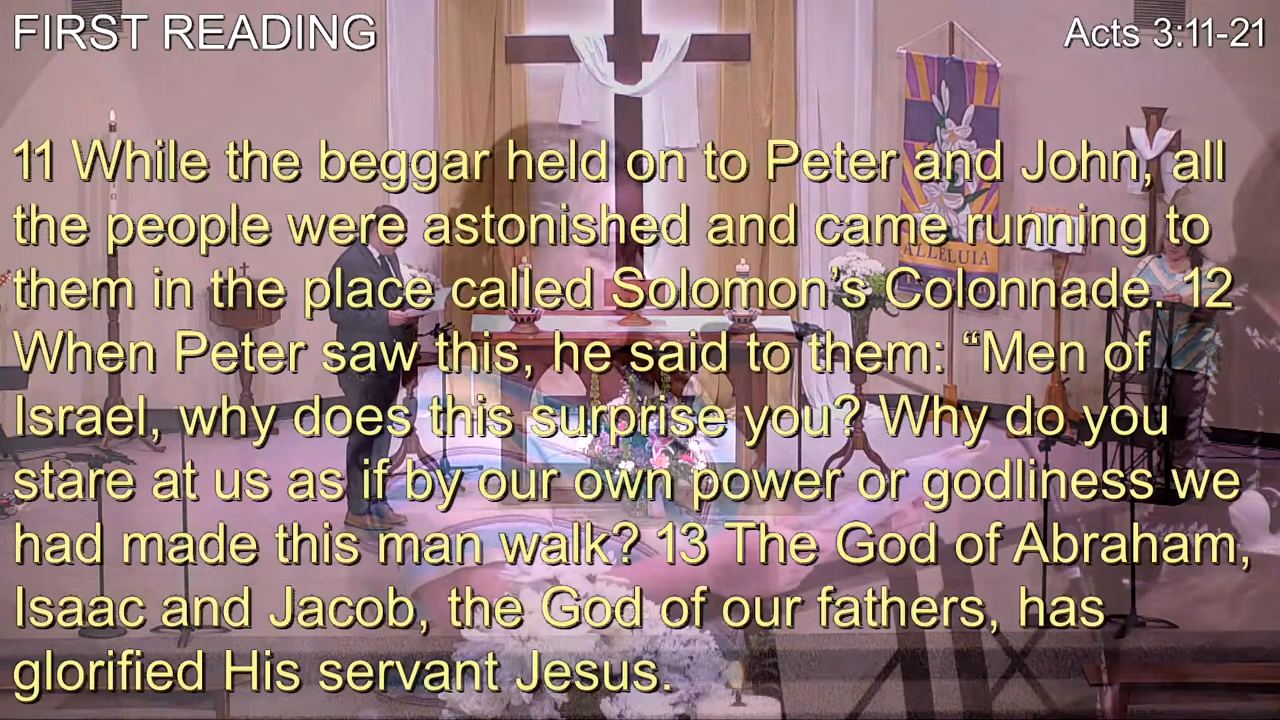 FIRST READING
Acts 3:11-21
11 While the beggar held on to Peter and John, all
the people were astonished and came running to
them in the place called Solomon’s Colonnade. 12
When Peter saw this, he said to them: “Men of
Israel, why does this surprise you? Why do you
stare at us as if by our own power or godliness we
had made this man walk? 13 The God of Abraham,
Isaac and Jacob, the God of our fathers, has
glorified His servant Jesus.
ALLELUIA